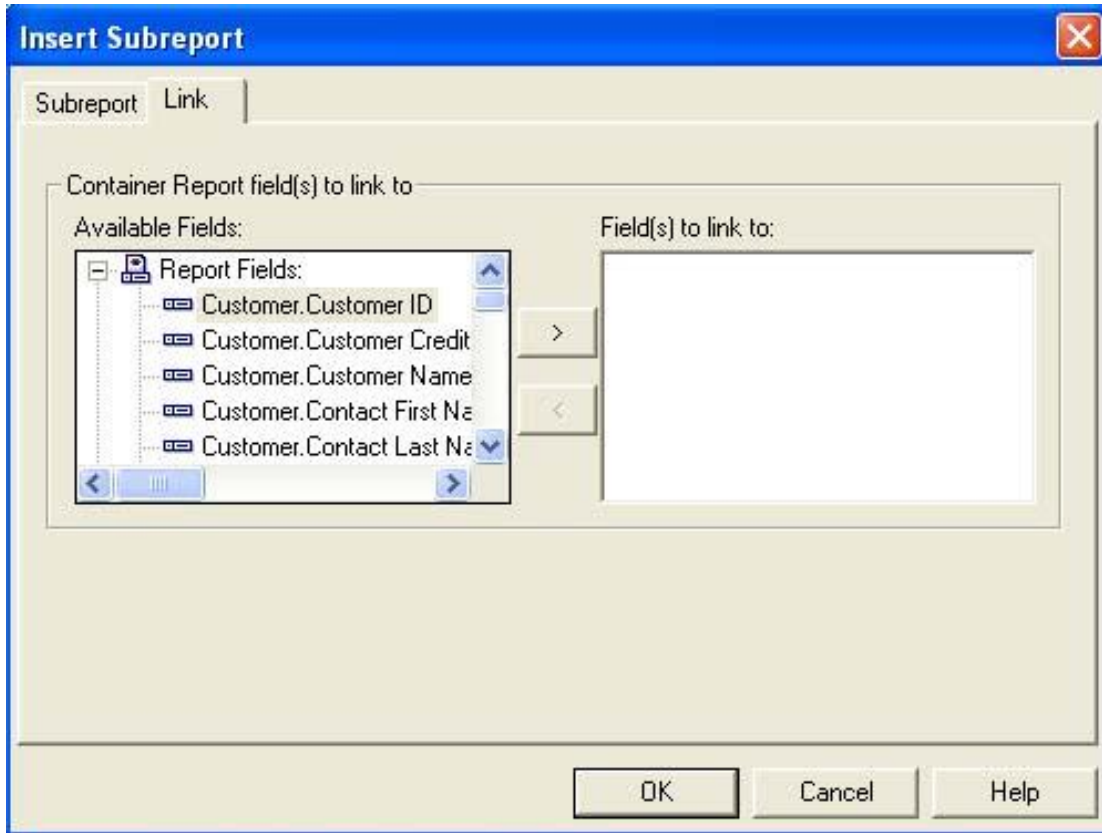 Insert Subreport
Subreport Link
Container Report field(s) to link to
Available Fields:
Field(s) to link to:
Report Fields:
Customer.Customer ID
Customer.Customer Credit
>
Customer.Customer Name
Customer.Contact First Na
<
Customer.Contact Last Na
OK Cancel Help